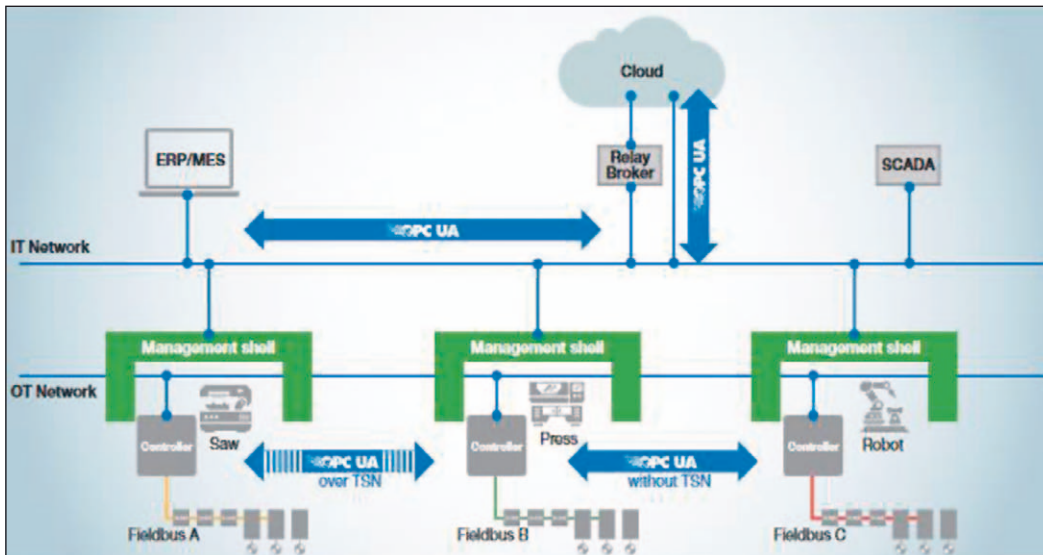 Cloud
ERP/MES
Relay
Broker
SCADA
OPC UA
OPC UA
IT Network
Management shell
Management shell
Management shell
OT Network
Controller
Saw
Controller
Press
Controller
Robot
OPC UA
over TSN
OPC UA
without TSN
Fieldbus A
Fieldbus B
Fieldbus C